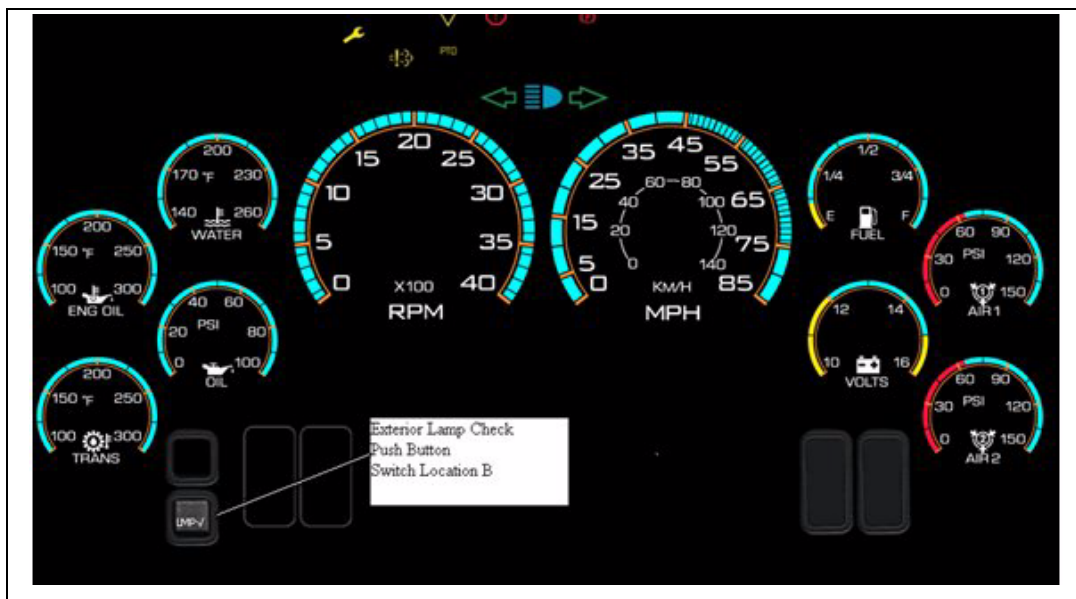 PTO
200
170 °F 230
140 260
WATER
200
150 °F 250
100 300
ENG OIL
40 60
PSI
20 80
0 100
OIL
200
150 °F 250
100 300
TRANS
20
15 25
10 30
5 35
0 X100 40
RPM
35 45 55
25 65
15 75
5 85
0
60 80
40 100
20 120
0 140
KM/H
MPH
1/2
1/4 3/4
E F
FUEL
60 90
PSI
30 120
0 1 150
AIR 1
12 14
10 16
VOLTS
60 90
PSI
30 120
0 2 150
AIR 2
Exterior Lamp Check
Push Button
Switch Location B
LMP√